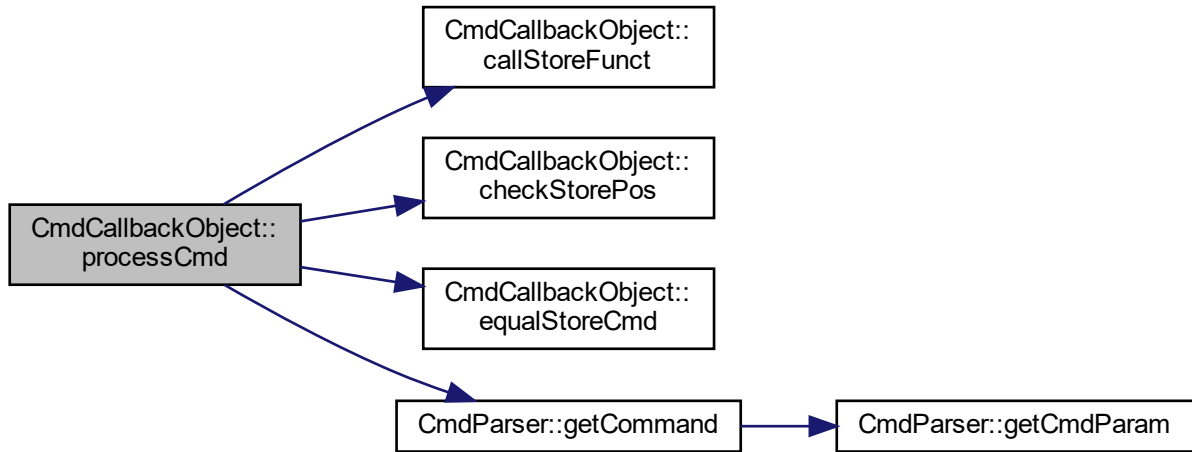 CmdCallbackObject::
callStoreFunct
CmdCallbackObject::
checkStorePos
CmdCallbackObject::
processCmd
CmdCallbackObject::
equalStoreCmd
CmdParser::getCommand
CmdParser::getCmdParam